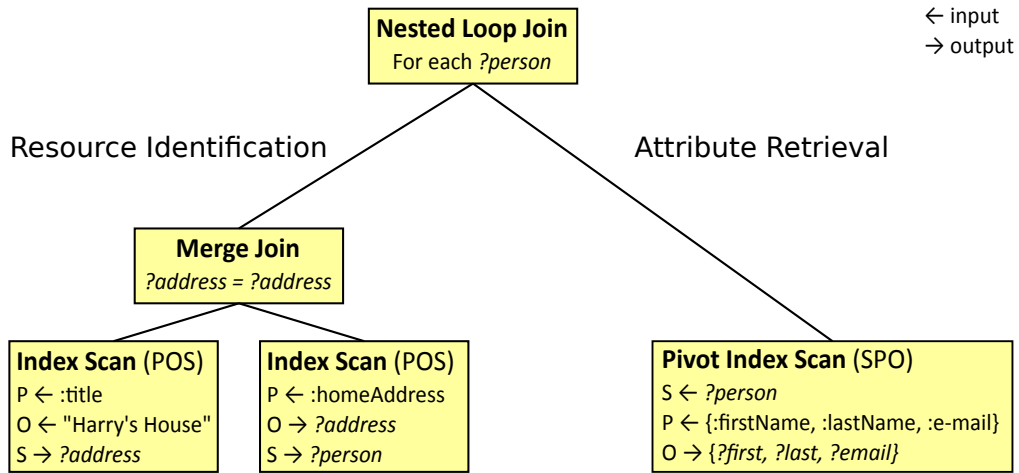 Nested Loop Join
For each ?person
← input
→ output
Resource Identification
Attribute Retrieval
Merge Join
?address = ?address
Index Scan (POS)
P ← :title
O ← "Harry's House"
S → ?address
Index Scan (POS)
P ← :homeAddress
O → ?address
S → ?person
Pivot Index Scan (SPO)
S ← ?person
P ← {:firstName, :lastName, :e-mail}
O → {?first, ?last, ?email}